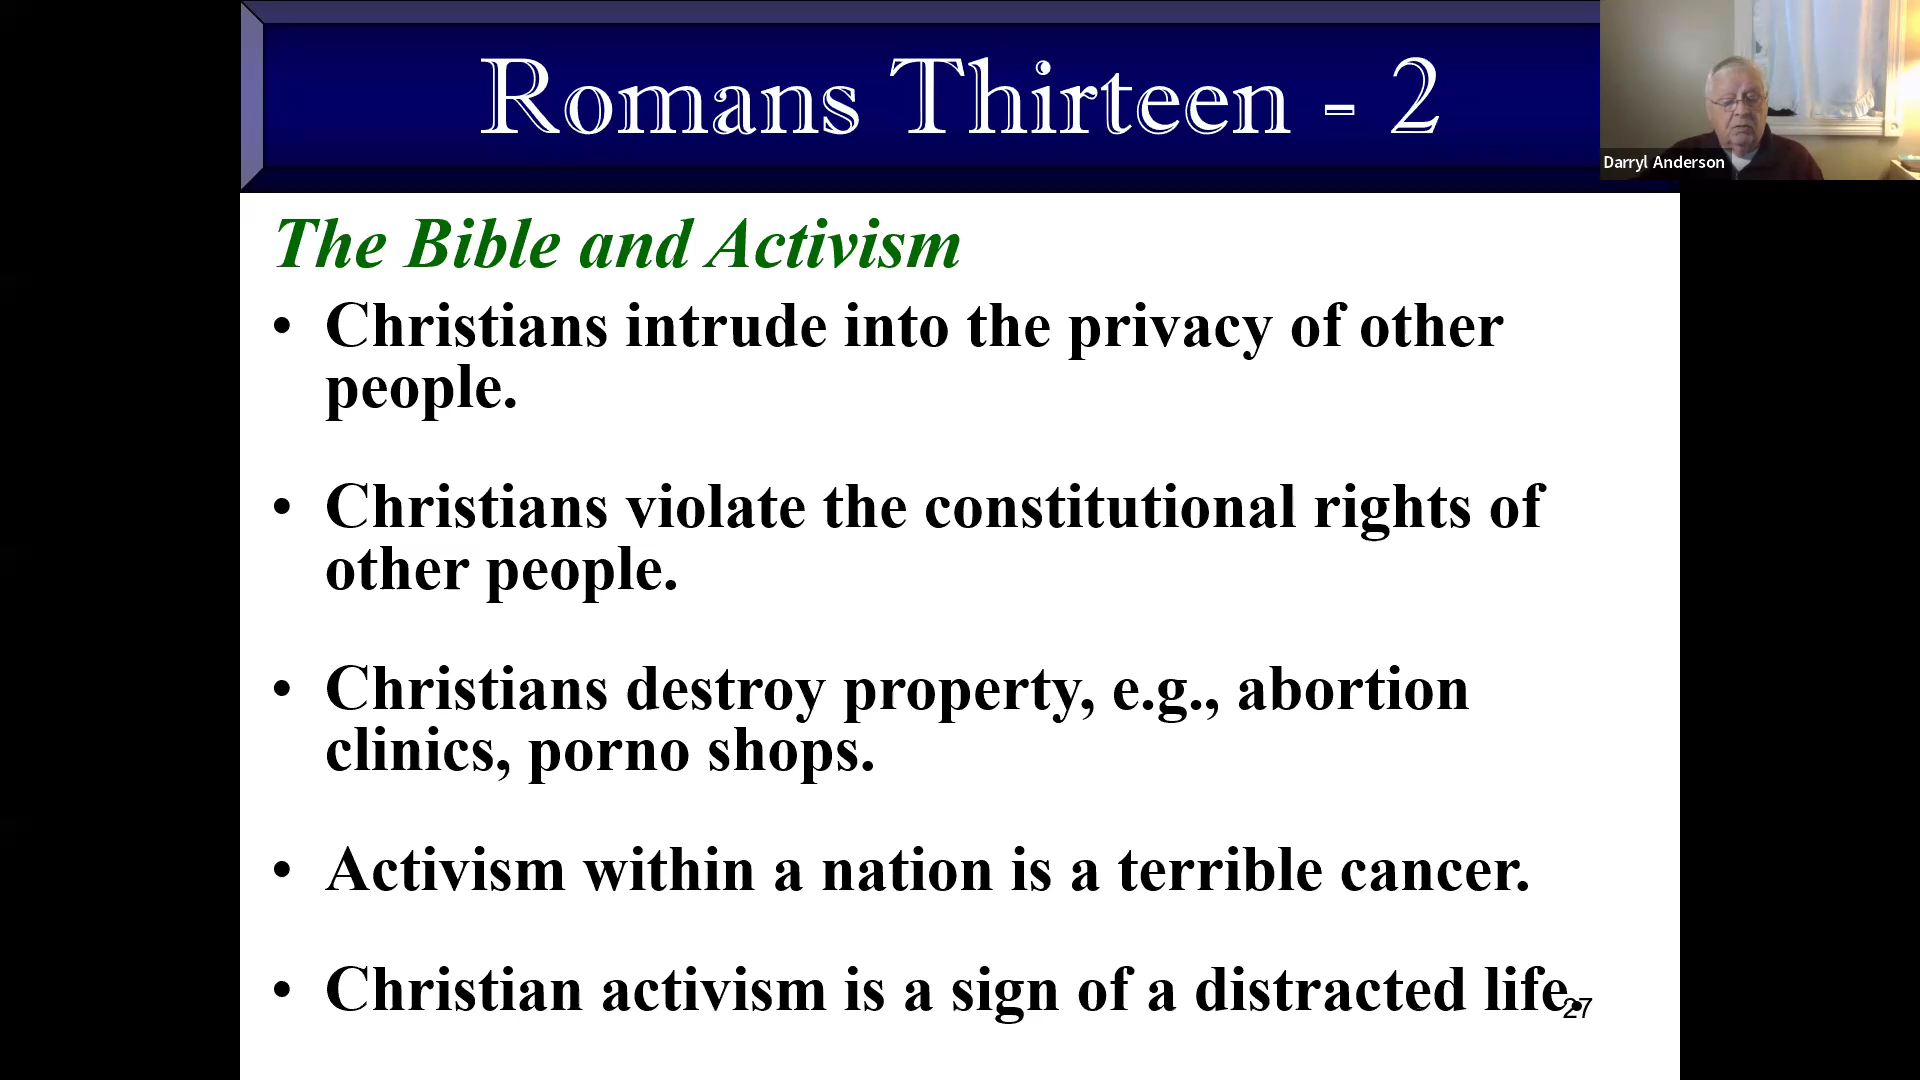 Romans Thirteen - 2
Darryl Anderson
The Bible and Activism
• Christians intrude into the privacy of other
people.
• Christians violate the constitutional rights of
other people.
• Christians destroy property, e.g., abortion
clinics, porno shops.
• Activism within a nation is a terrible cancer.
• Christian activism is a sign of a distracted life.
27